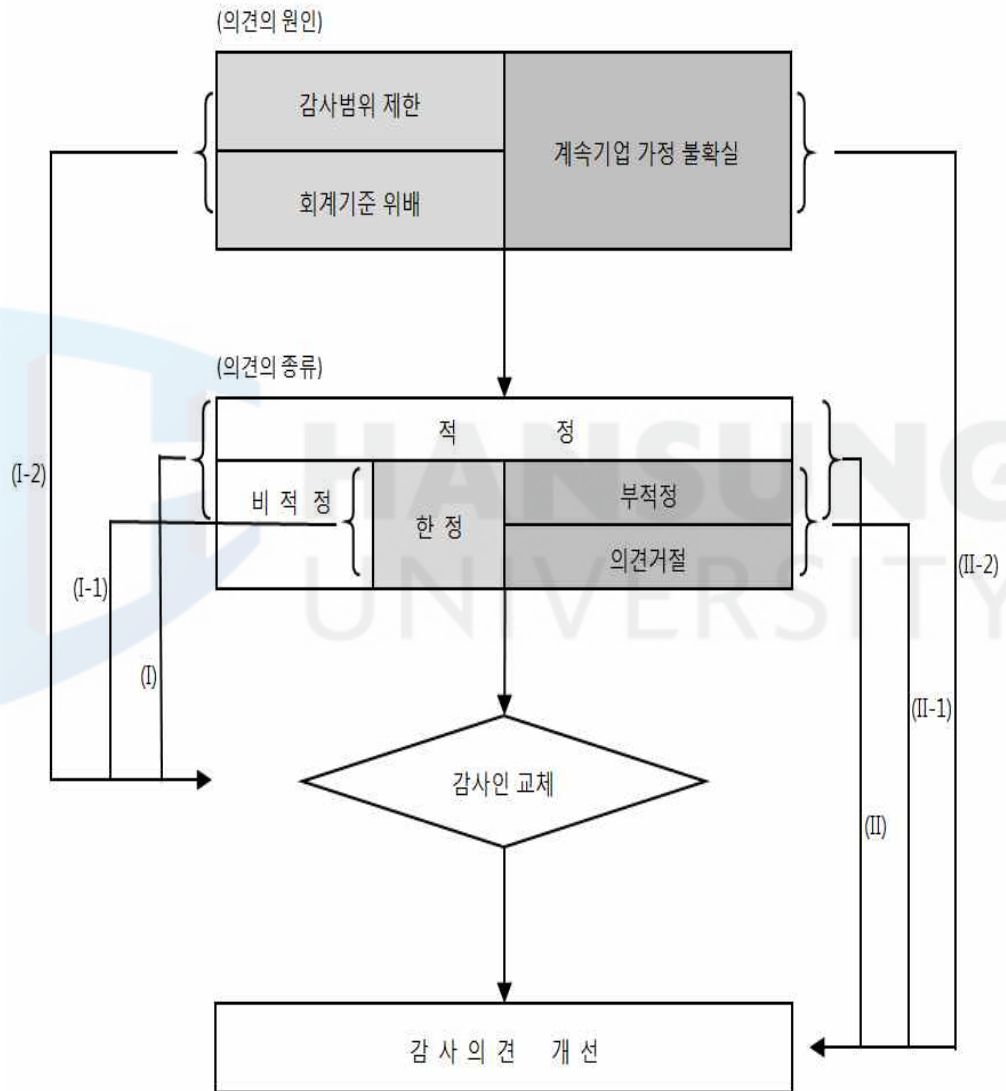 (의견의 원인)
감사범위 제한
계속기업 가정 불확실
회계기준 위배
(의견의 종류)
적 정
(I-2)
비 적 정
한 정
부적정
의견거절
(II-2)
(I-1)
(I)
(II-1)
감사인 교체
(II)
감 사 의 견 개 선
HANSUNG
UNIVERSITY